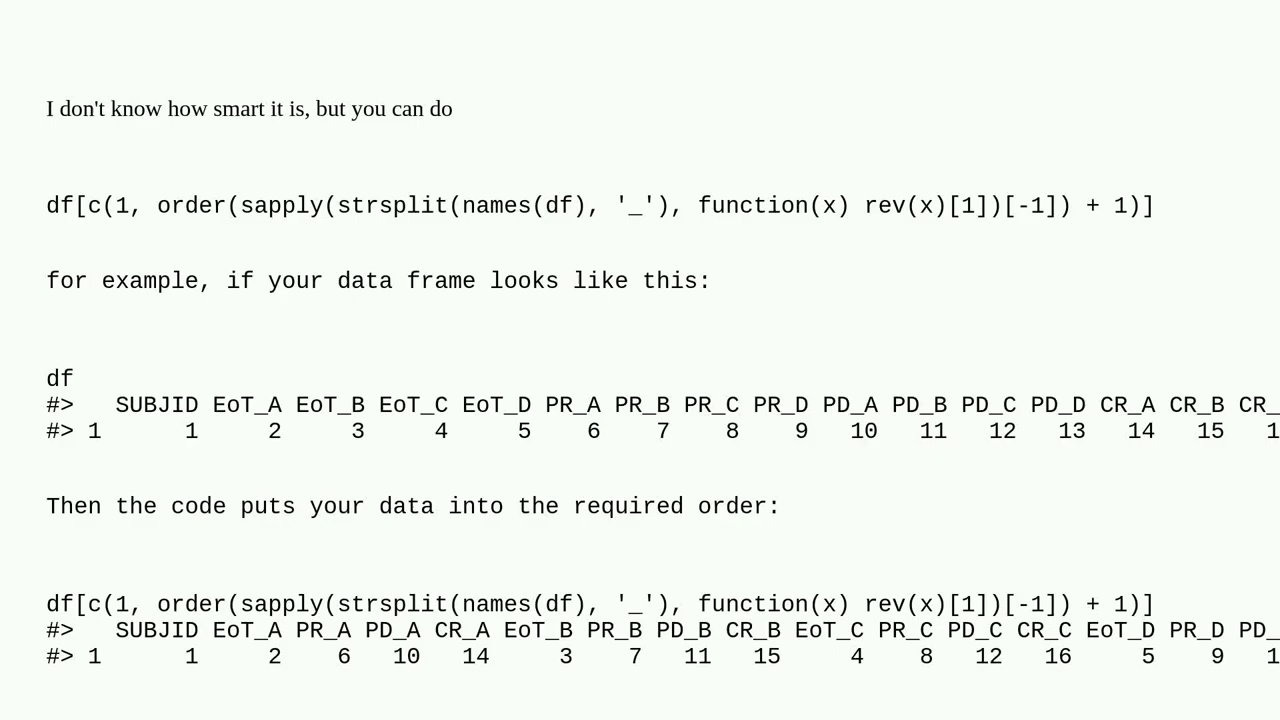 I don't know how smart it is, but you can do
df[c(1, order(sapply(strsplit(names(df), '_'), function(x) rev(x)[1])[-1]) + 1)]
for example, if your data frame looks like this:
df
#>   SUBJID EoT_A EoT_B EoT_C EoT_D PR_A PR_B PR_C PR_D PD_A PD_B PD_C PD_D CR_A CR_B CR_
#> 1      1     2     3     4     5    6    7    8    9   10   11   12   13   14   15   1
Then the code puts your data into the required order:
df[c(1, order(sapply(strsplit(names(df), '_'), function(x) rev(x)[1])[-1]) + 1)]
#>   SUBJID EoT_A PR_A PD_A CR_A EoT_B PR_B PD_B CR_B EoT_C PR_C PD_C CR_C EoT_D PR_D PD_
#> 1      1     2    6   10   14     3    7   11   15     4    8   12   16     5    9   1